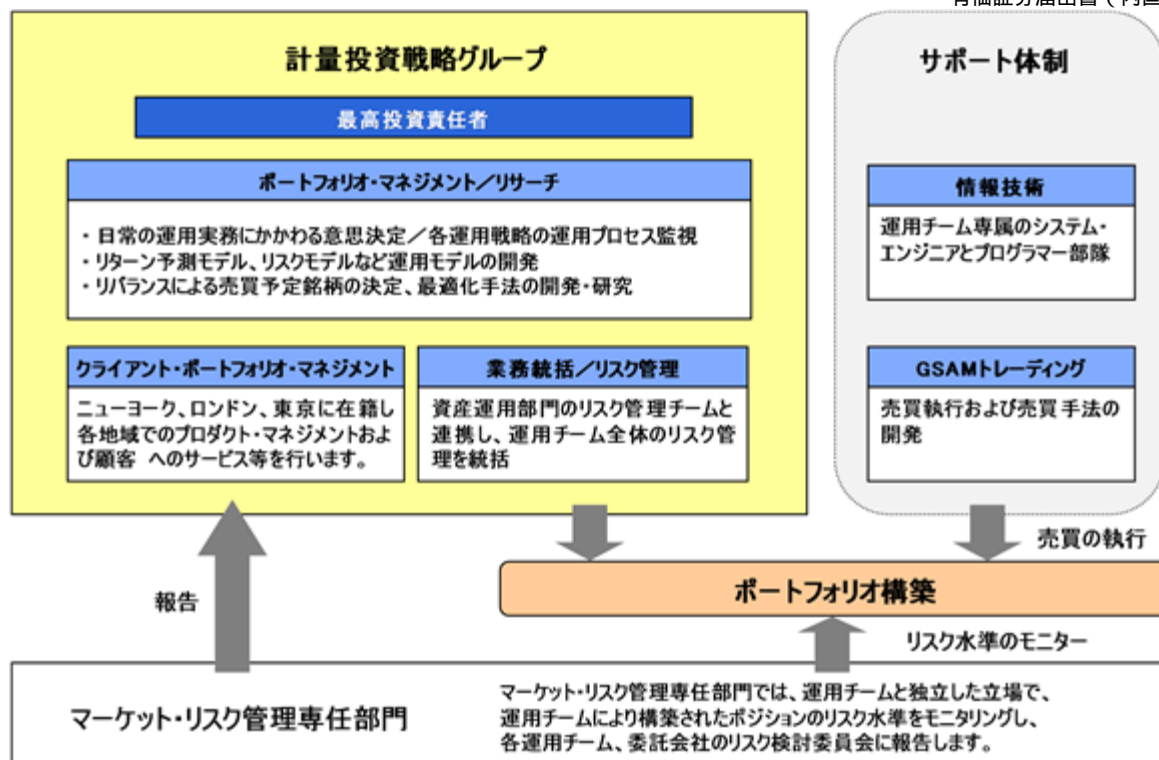 計量投資戦略グループ
最高投資責任者
ポートフォリオ・マネジメント／リサーチ
・ 日常の運用実務にかかわる意思決定／各運用戦略の運用プロセス監視
・ リターン予測モデル、リスクモデルなど運用モデルの開発
・ リバランスによる売買予定銘柄の決定、最適化手法の開発・研究
クライアント・ポートフォリオ・マネジメント
ニューヨーク、ロンドン、東京に在籍し
各地域でのプロダクト・マネジメントおよ
び顧客 へのサービス等を行います。
業務統括／リスク管理
資産運用部門のリスク管理チームと
連携し、運用チーム全体のリスク管
理を統括
サポート体制
情報技術
運用チーム専属のシステム・
エンジニアとプログラマー部隊
GSAMトレーディング
売買執行および売買手法の
開発
売買の執行
報告
ポートフォリオ構築
リスク水準のモニター
マーケット・リスク管理専任部門
マーケット・リスク管理専任部門では、運用チームと独立した立場で、
運用チームにより構築されたポジションのリスク水準をモニタリングし、
各運用チーム、委託会社のリスク検討委員会に報告します。